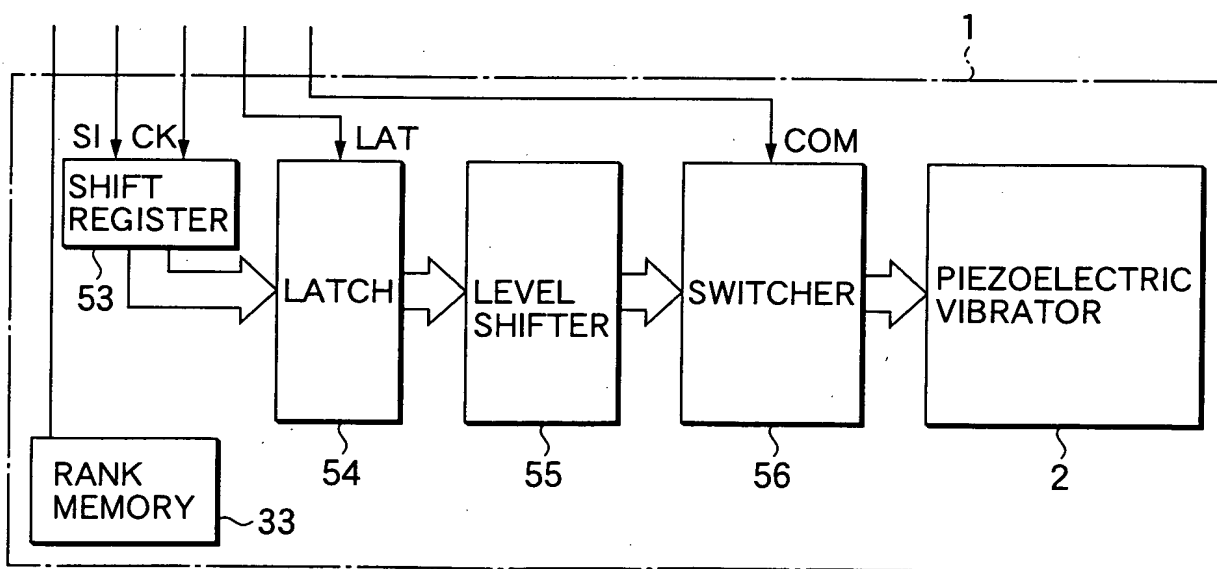 1
SI CK
LAT
COM
SHIFT
REGISTER
53
LATCH
54
LEVEL
SHIFTER
55
SWITCHER
56
PIEZOELECTRIC
VIBRATOR
2
RANK
MEMORY
33